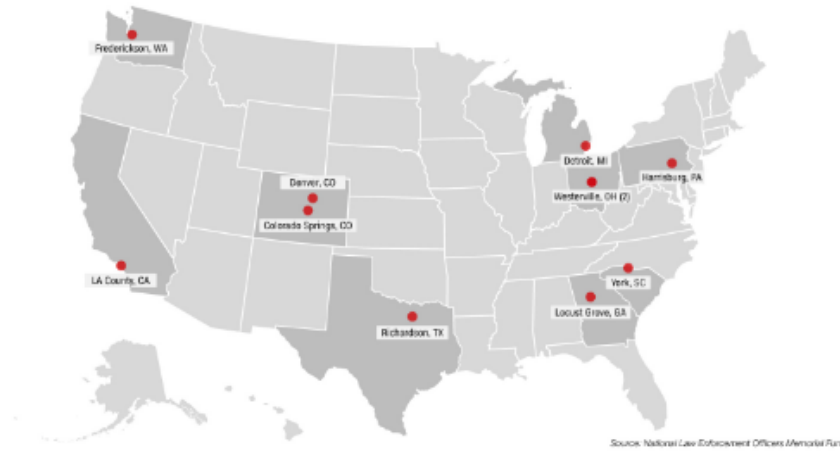 Frederickson, WA
Detroit, MI
Harrisburg, PA
Denver, CO
Westerville, OH (2)
Colorado Springs, CO
LA County, CA
York, SC
Locust Grove, GA
Richardson, TX
Source: National Law Enforcement Officers Memorial Fun